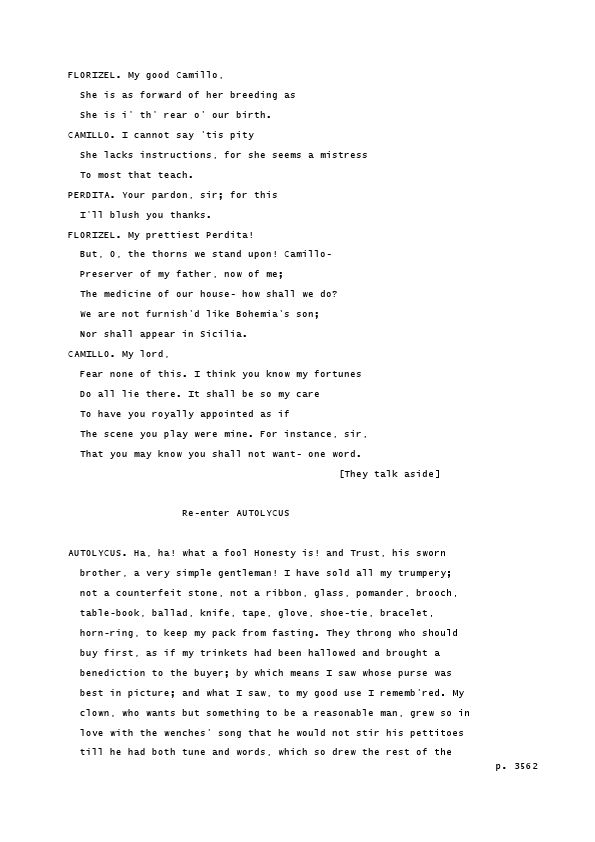 FLORIZEL. My good Camillo,
She is as forward of her breeding as
She is i' th' rear o' our birth.
CAMILLO. I cannot say 'tis pity
She lacks instructions, for she seems a mistress
To most that teach.
PERDITA. Your pardon, sir; for this
I'll blush you thanks.
FLORIZEL. My prettiest Perdita!
But, O, the thorns we stand upon! Camillo-
Preserver of my father, now of me;
The medicine of our house- how shall we do?
We are not furnish'd like Bohemia's son;
Nor shall appear in Sicilia.
CAMILLO. My lord,
Fear none of this. I think you know my fortunes
Do all lie there. It shall be so my care
To have you royally appointed as if
The scene you play were mine. For instance, sir,
That you may know you shall not want- one word.
[They talk aside]
Re-enter AUTOLYCUS
AUTOLYCUS. Ha, ha! what a fool Honesty is! and Trust, his sworn
brother, a very simple gentleman! I have sold all my trumpery;
not a counterfeit stone, not a ribbon, glass, pomander, brooch,
table-book, ballad, knife, tape, glove, shoe-tie, bracelet,
horn-ring, to keep my pack from fasting. They throng who should
buy first, as if my trinkets had been hallowed and brought a
benediction to the buyer; by which means I saw whose purse was
best in picture; and what I saw, to my good use I rememb'red. My
clown, who wants but something to be a reasonable man, grew so in
love with the wenches' song that he would not stir his pettitoes
till he had both tune and words, which so drew the rest of the
p. 3562